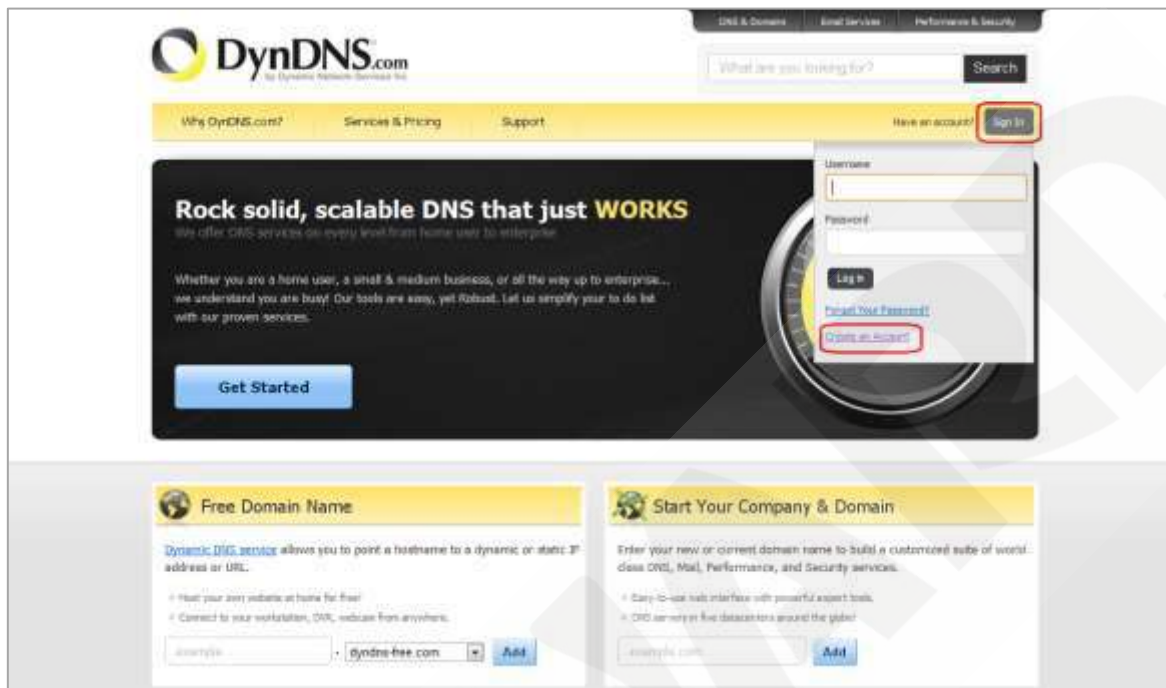 DNS & Domains Email Services Performance & Security
DynDNS.com
by Dynamic Network Services Inc.
What are you looking for?
Search
Why DynDNS.com? Services & Pricing Support
Have an account? Sign In
Username
Password
Log in
Forgot Your Password?
Create an Account
Rock solid, scalable DNS that just WORKS
We offer DNS services on every level from home user to enterprise.
Whether you are a home user, a small & medium business, or all the way up to enterprise...
we understand you are busy! Our tools are easy, yet Robust. Let us simplify your to do list
with our proven services.
Get Started
Free Domain Name
Dynamic DNS service allows you to point a hostname to a dynamic or static IP
address or URL.
Host your own website at home for free!
Connect to your workstation, DVR, webcam from anywhere.
example . dyndns-free.com Add
Start Your Company & Domain
Enter your new or current domain name to build a customized suite of world
class DNS, Mail, Performance, and Security services.
Easy-to-use web interface with powerful expert tools.
DNS servers in five datacenters around the globe!
example.com Add